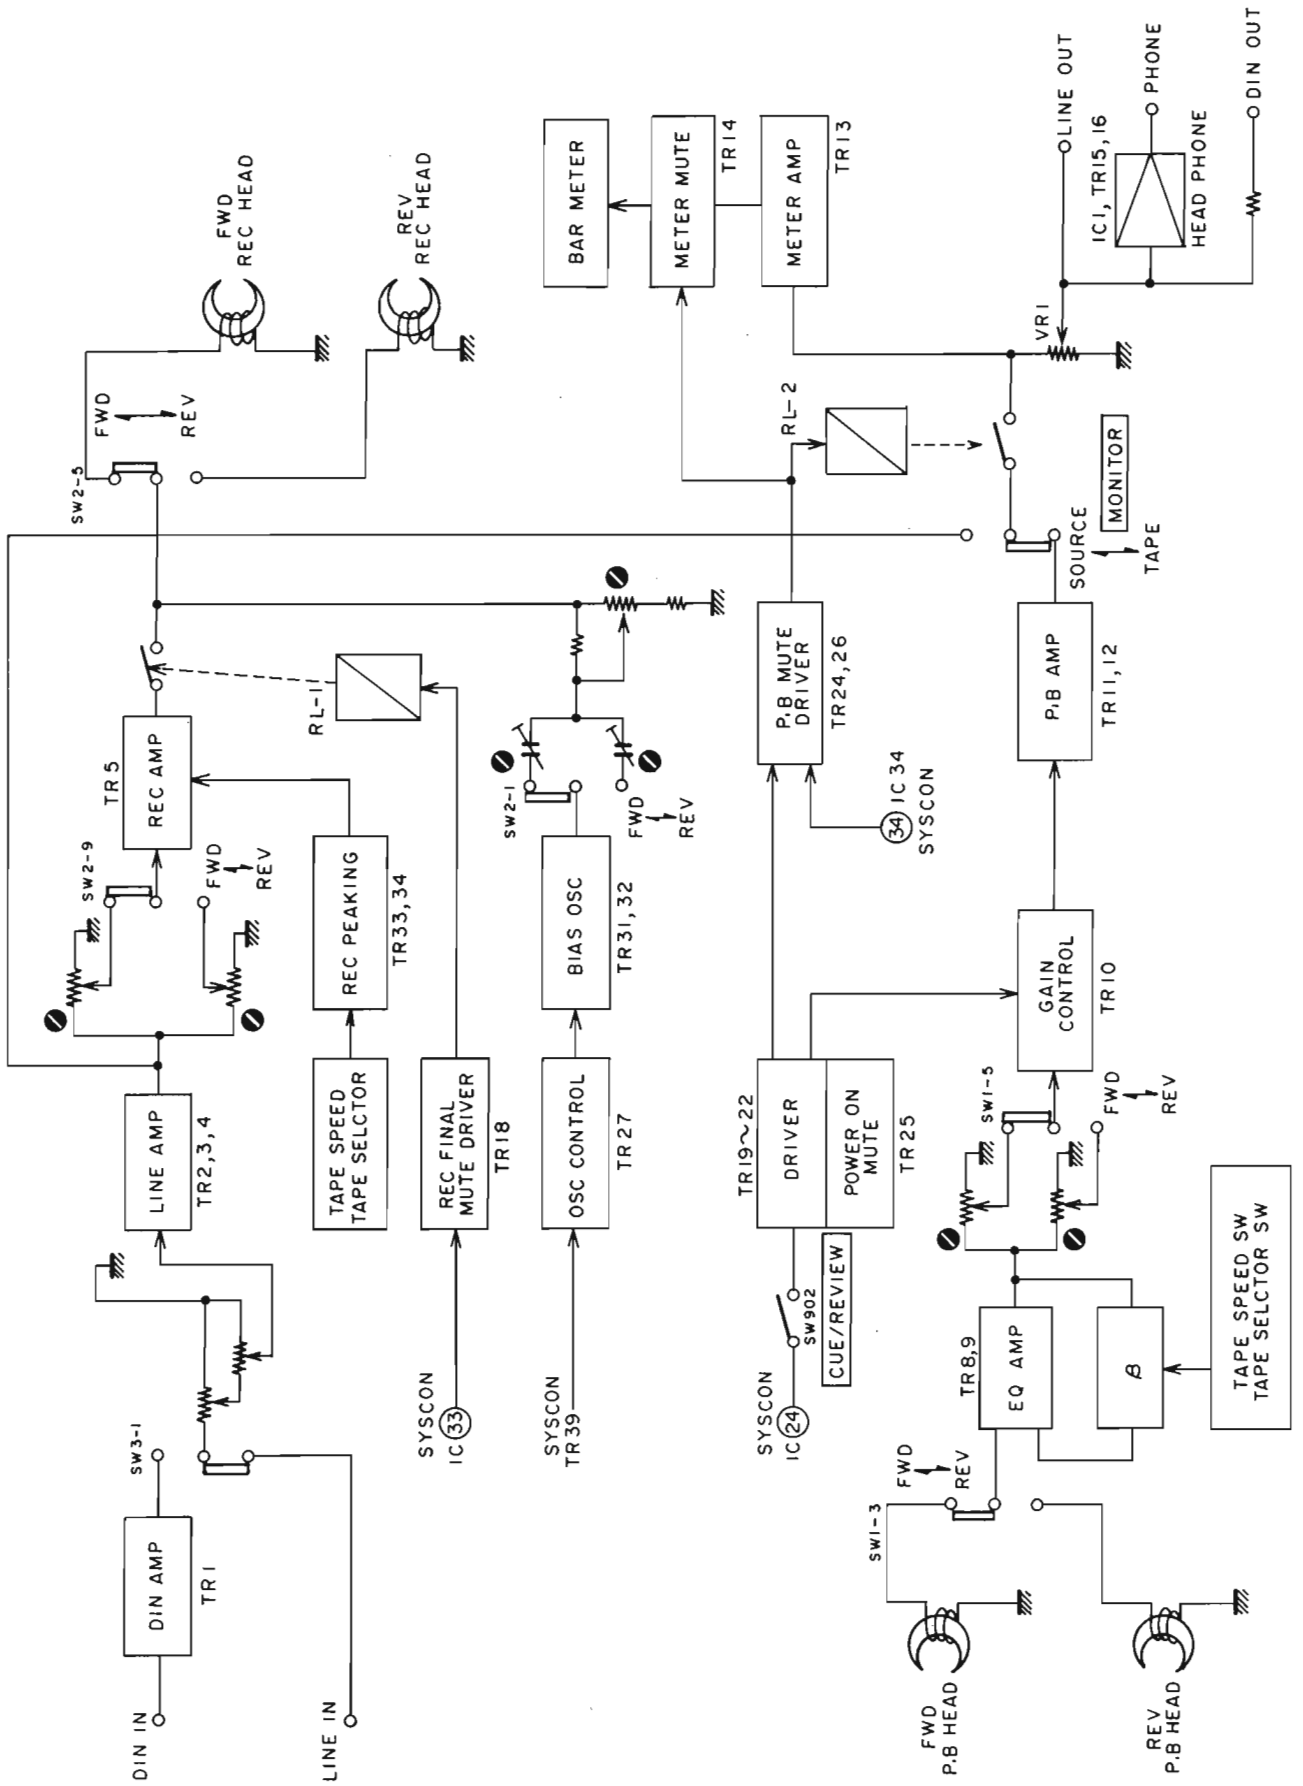 DIN IN
DIN AMP
TR1
SW3-1
LINE IN
LINE AMP
TR2,3,4
SW2-9
FWD
REV
TR5
REC AMP
SW2-5
FWD
REV
FWD
REC HEAD
REV
REC HEAD
TAPE SPEED
TAPE SELCTOR
REC PEAKING
TR33,34
RL-1
SYSCON
IC 33
REC FINAL
MUTE DRIVER
TR18
SYSCON
TR39
OSC CONTROL
TR27
BIAS OSC
TR31,32
SW2-1
FWD
REV
BAR METER
METER MUTE
TR14
METER AMP
TR13
SYSCON
IC 24
SW902
CUE/REVIEW
TR19~22
DRIVER
POWER ON
MUTE
TR25
P.B MUTE
DRIVER
TR24,26
34 IC 34
SYSCON
RL-2
FWD
P.B HEAD
REV
P.B HEAD
SW1-3
FWD
REV
TR8,9
EQ AMP
β
TAPE SPEED SW
TAPE SELCTOR SW
SW1-5
FWD
REV
GAIN
CONTROL
TR10
P.B AMP
TR11,12
SOURCE
TAPE
MONITOR
VR1
LINE OUT
IC1,TR15,16
PHONE
HEAD PHONE
DIN OUT